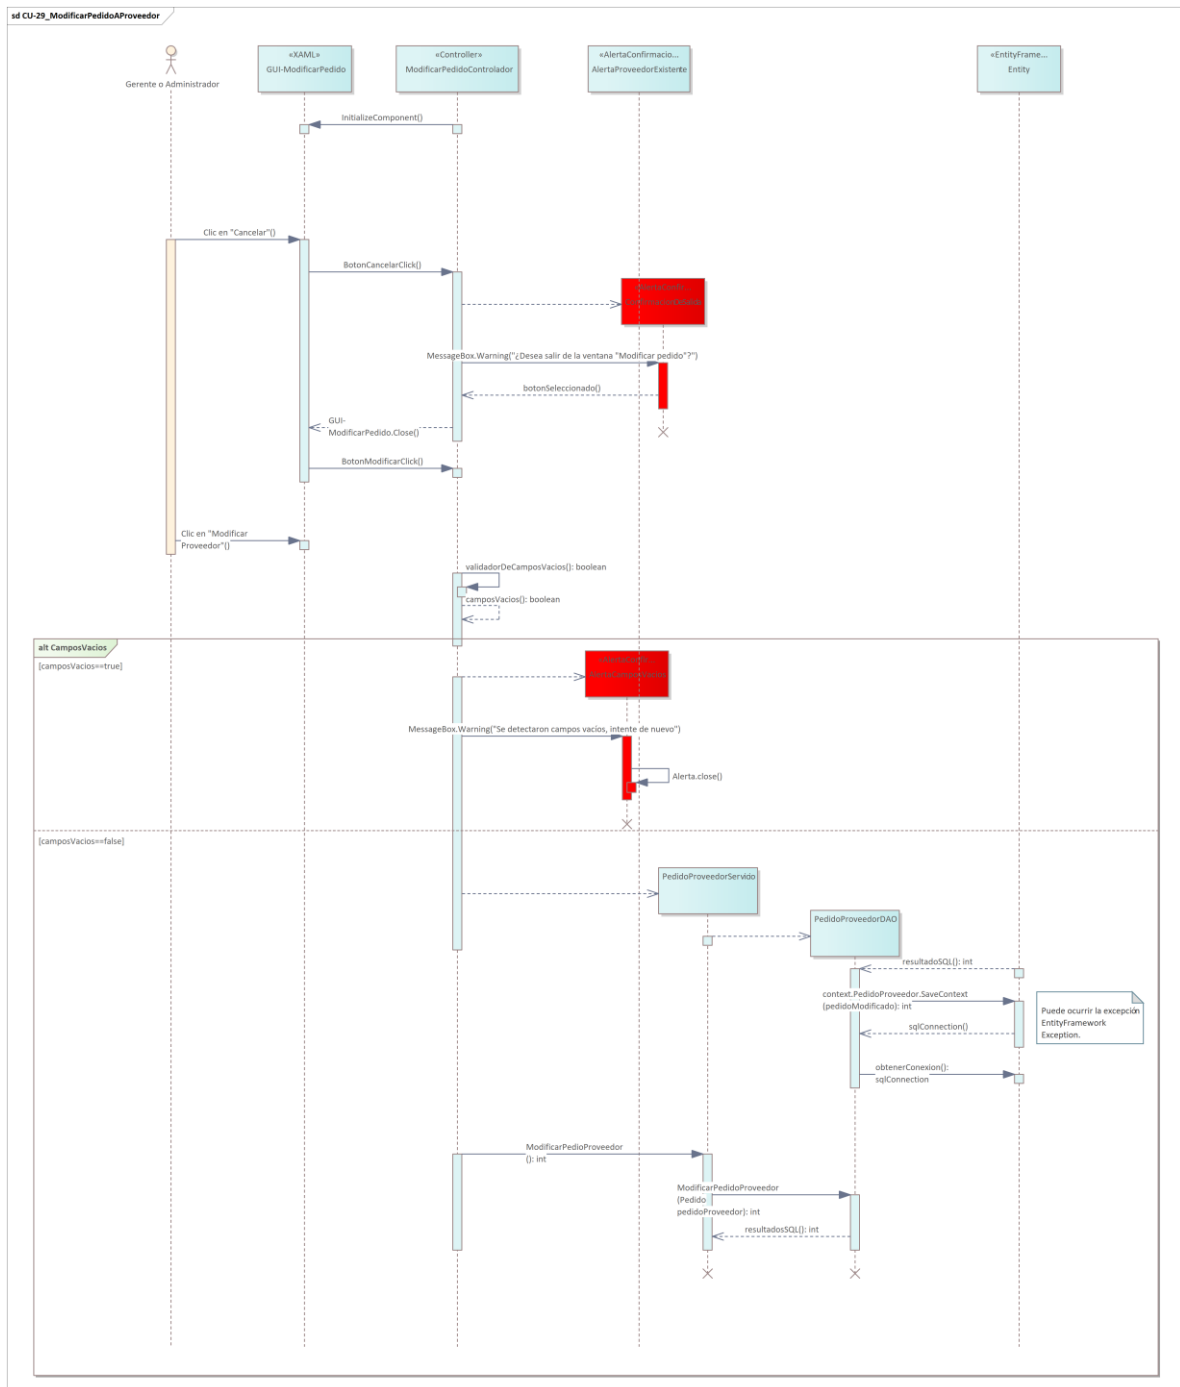 sd CU-29_ModificarPedidoAProveedor
Gerente o Administrador
«XAML»
GUI-ModificarPedido
«Controller»
ModificarPedidoControlador
«AlertaConfirmacio...
AlertaProveedorExistente
«EntityFrame...
Entity
InitializeComponent()
Clic en "Cancelar"()
BotonCancelarClick()
MessageBox.Warning("¿Desea salir de la ventana "Modificar pedido"?")
botonSeleccionado()
GUI-
ModificarPedido.Close()
BotonModificarClick()
Clic en "Modificar
Proveedor"()
validadorDeCamposVacios(): boolean
camposVacios(): boolean
alt CamposVacios
[camposVacios==true]
MessageBox.Warning("Se detectaron campos vacíos, intente de nuevo")
Alerta.close()
[camposVacios==false]
PedidoProveedorServido
PedidoProveedorDAO
resultadoSQL(): int
context.PedidoProveedor.SaveContext
(pedidoModificado): int
Puede ocurrir la excepción
EntityFramework
Exception.
sqlConnection()
obtenerConexion():
sqlConnection
ModificarPedioProveedor
(): int
ModificarPedidoProveedor
(Pedido
pedidoProveedor): int
resultadosSQL(): int